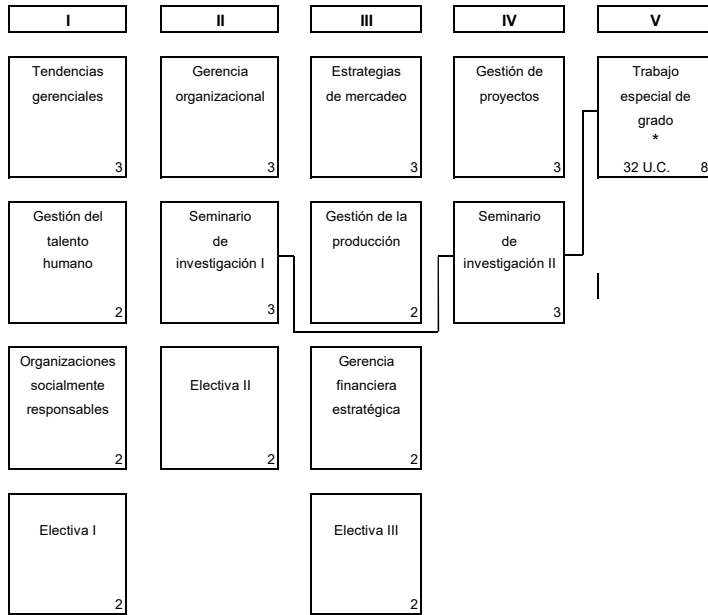 I
II
III
IV
V
Tendencias
gerenciales
3
Gerencia
organizacional
3
Estrategias
de mercadeo
3
Gestión de
proyectos
3
Trabajo
especial de
grado
*
32 U.C. 8
Gestión del
talento
humano
2
Seminario
de
investigación I
3
Gestión de la
producción
2
Seminario
de
investigación II
3
Organizaciones
socialmente
responsables
2
Electiva II
2
Gerencia
financiera
estratégica
2
Electiva I
2
Electiva III
2